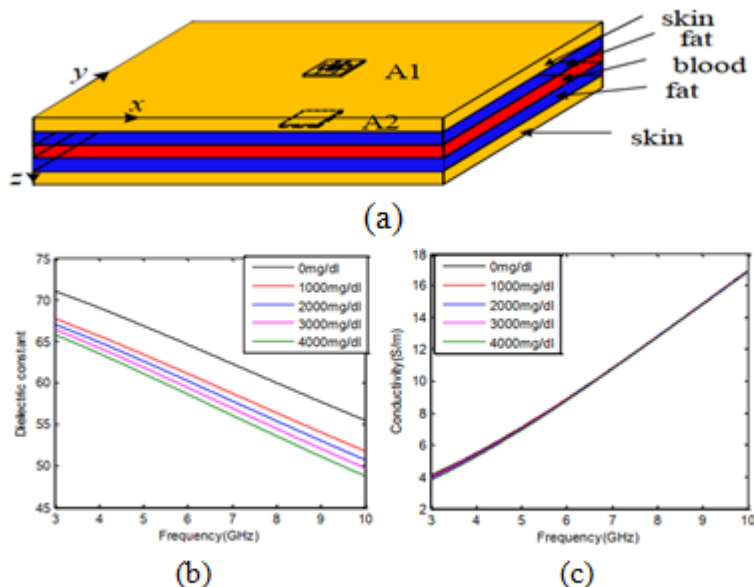 skin
fat
blood
fat
skin
A1
A2
y
x
z
(a)
75
70
65
60
55
50
45
3 4 5 6 7 8 9 10
Dielectric constant
Frequency(GHz)
0mg/dl
1000mg/dl
2000mg/dl
3000mg/dl
4000mg/dl
(b)
18
16
14
12
10
8
6
4
2
3 4 5 6 7 8 9 10
Conductivity(S/m)
Frequency(GHz)
0mg/dl
1000mg/dl
2000mg/dl
3000mg/dl
4000mg/dl
(c)